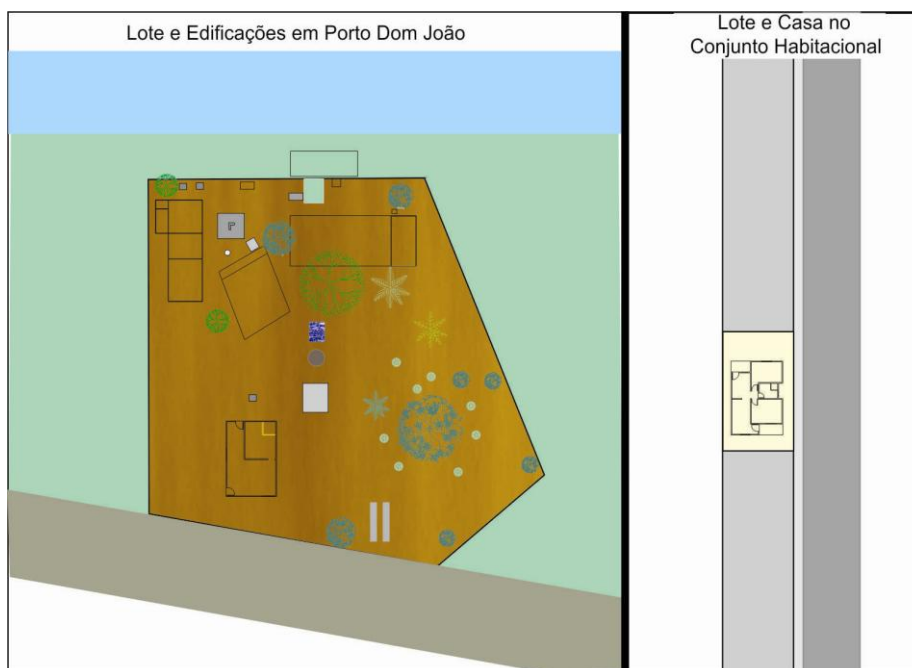 Lote e Edificações em Porto Dom João
Lote e Casa no
Conjunto Habitacional